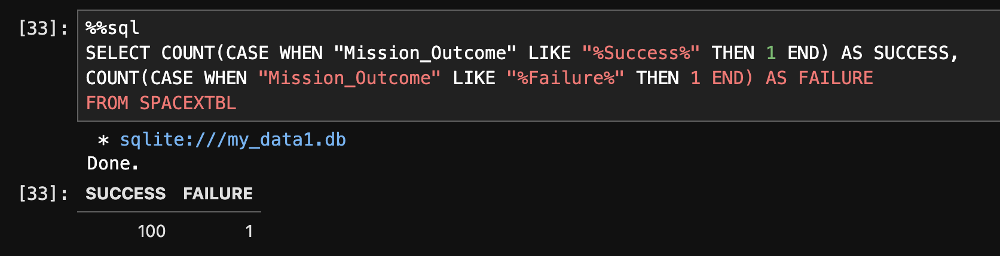 [33]: %%sql
SELECT COUNT(CASE WHEN "Mission_Outcome" LIKE "%Success%" THEN 1 END) AS SUCCESS,
COUNT(CASE WHEN "Mission_Outcome" LIKE "%Failure%" THEN 1 END) AS FAILURE
FROM SPACEXTBL
* sqlite:///my_data1.db
Done.
[33]: SUCCESS FAILURE
100 1